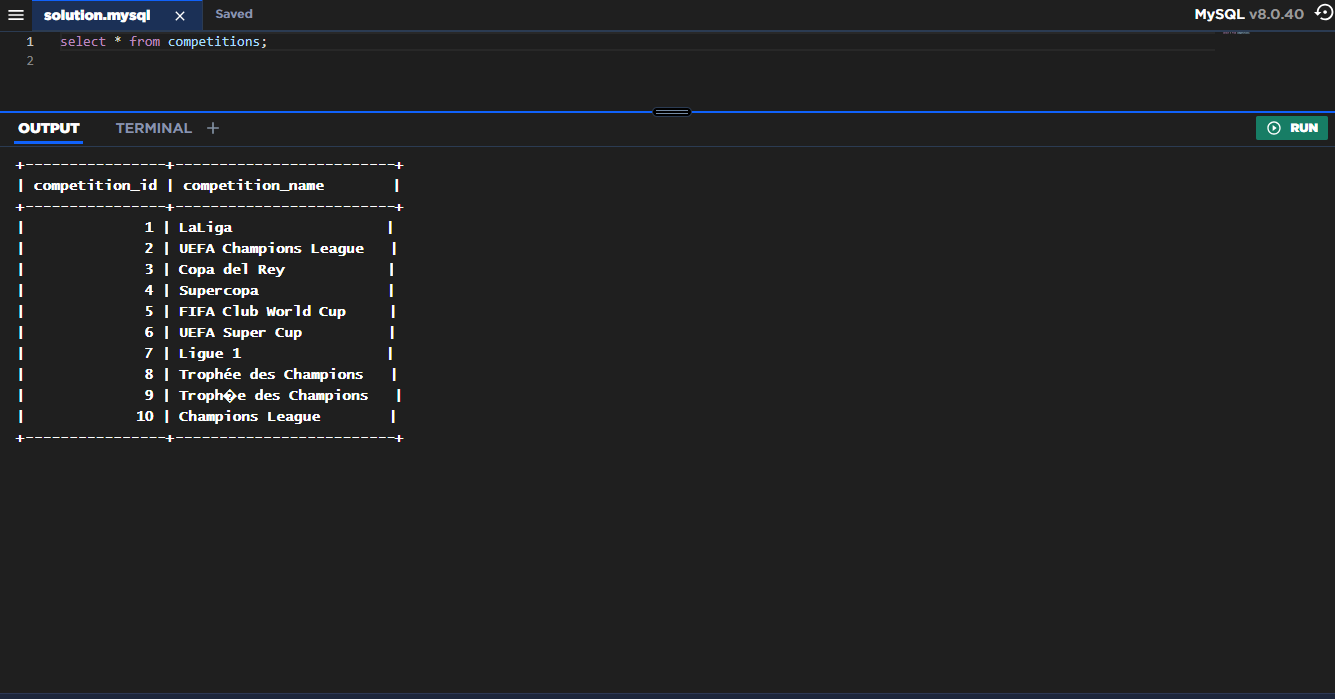 solution.mysql × Saved MySQL v8.0.40
1 select * from competitions;
2
OUTPUT TERMINAL + RUN
+----------------+-------------------------+
| competition_id | competition_name        |
+----------------+-------------------------+
|              1 | LaLiga                  |
|              2 | UEFA Champions League   |
|              3 | Copa del Rey            |
|              4 | Supercopa               |
|              5 | FIFA Club World Cup     |
|              6 | UEFA Super Cup          |
|              7 | Ligue 1                 |
|              8 | Trophée des Champions   |
|              9 | Troph�e des Champions   |
|             10 | Champions League        |
+----------------+-------------------------+